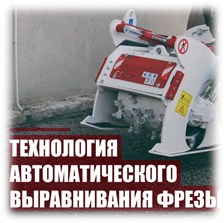 ТЕХНОЛОГИЯ
АВТОМАТИЧЕСКОГО
ВЫРАВНИВАНИЯ ФРЕЗЫ